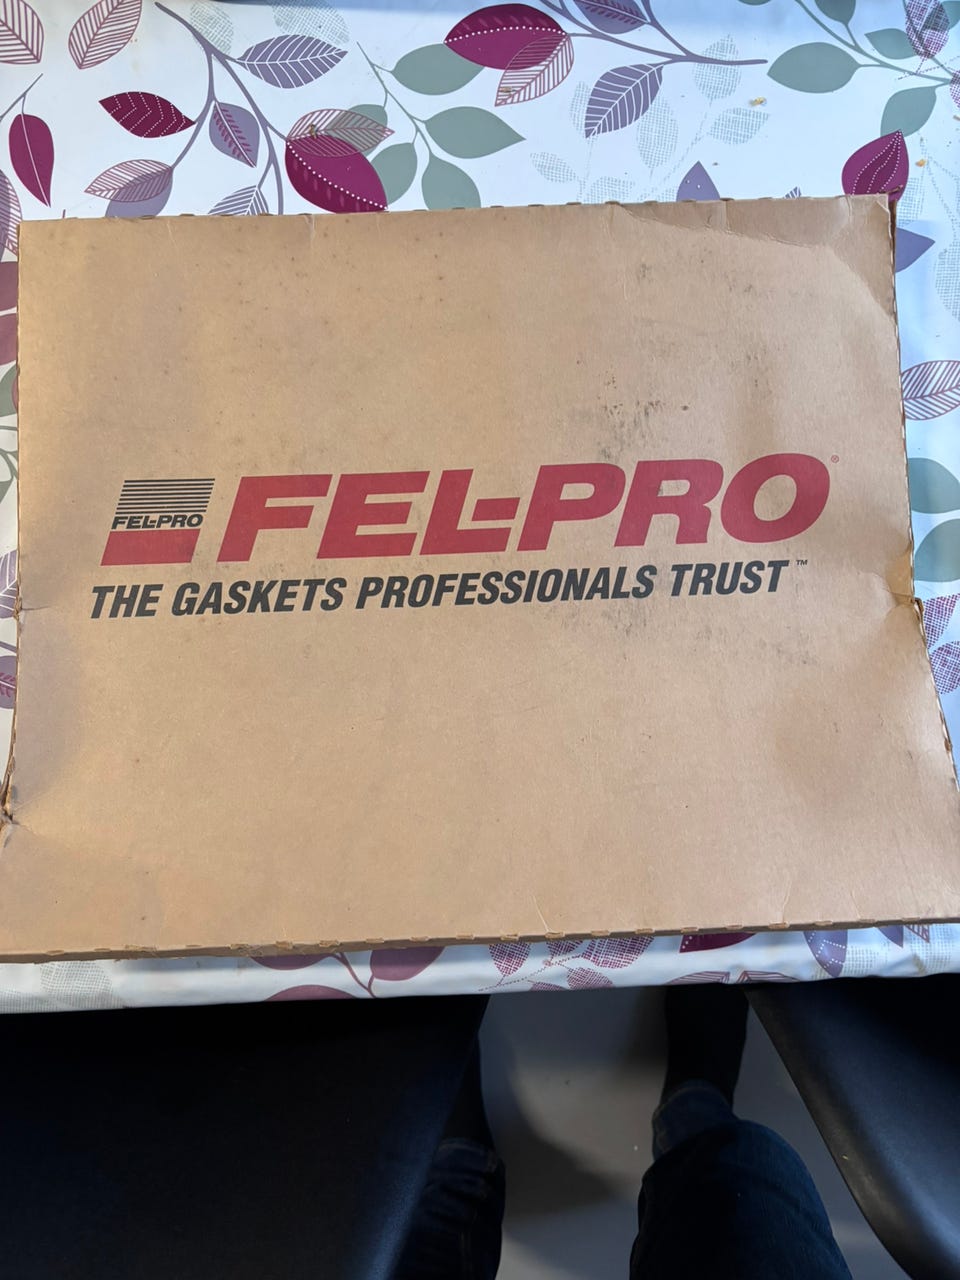 FEL-PRO
FEL-PRO®
THE GASKETS PROFESSIONALS TRUST™